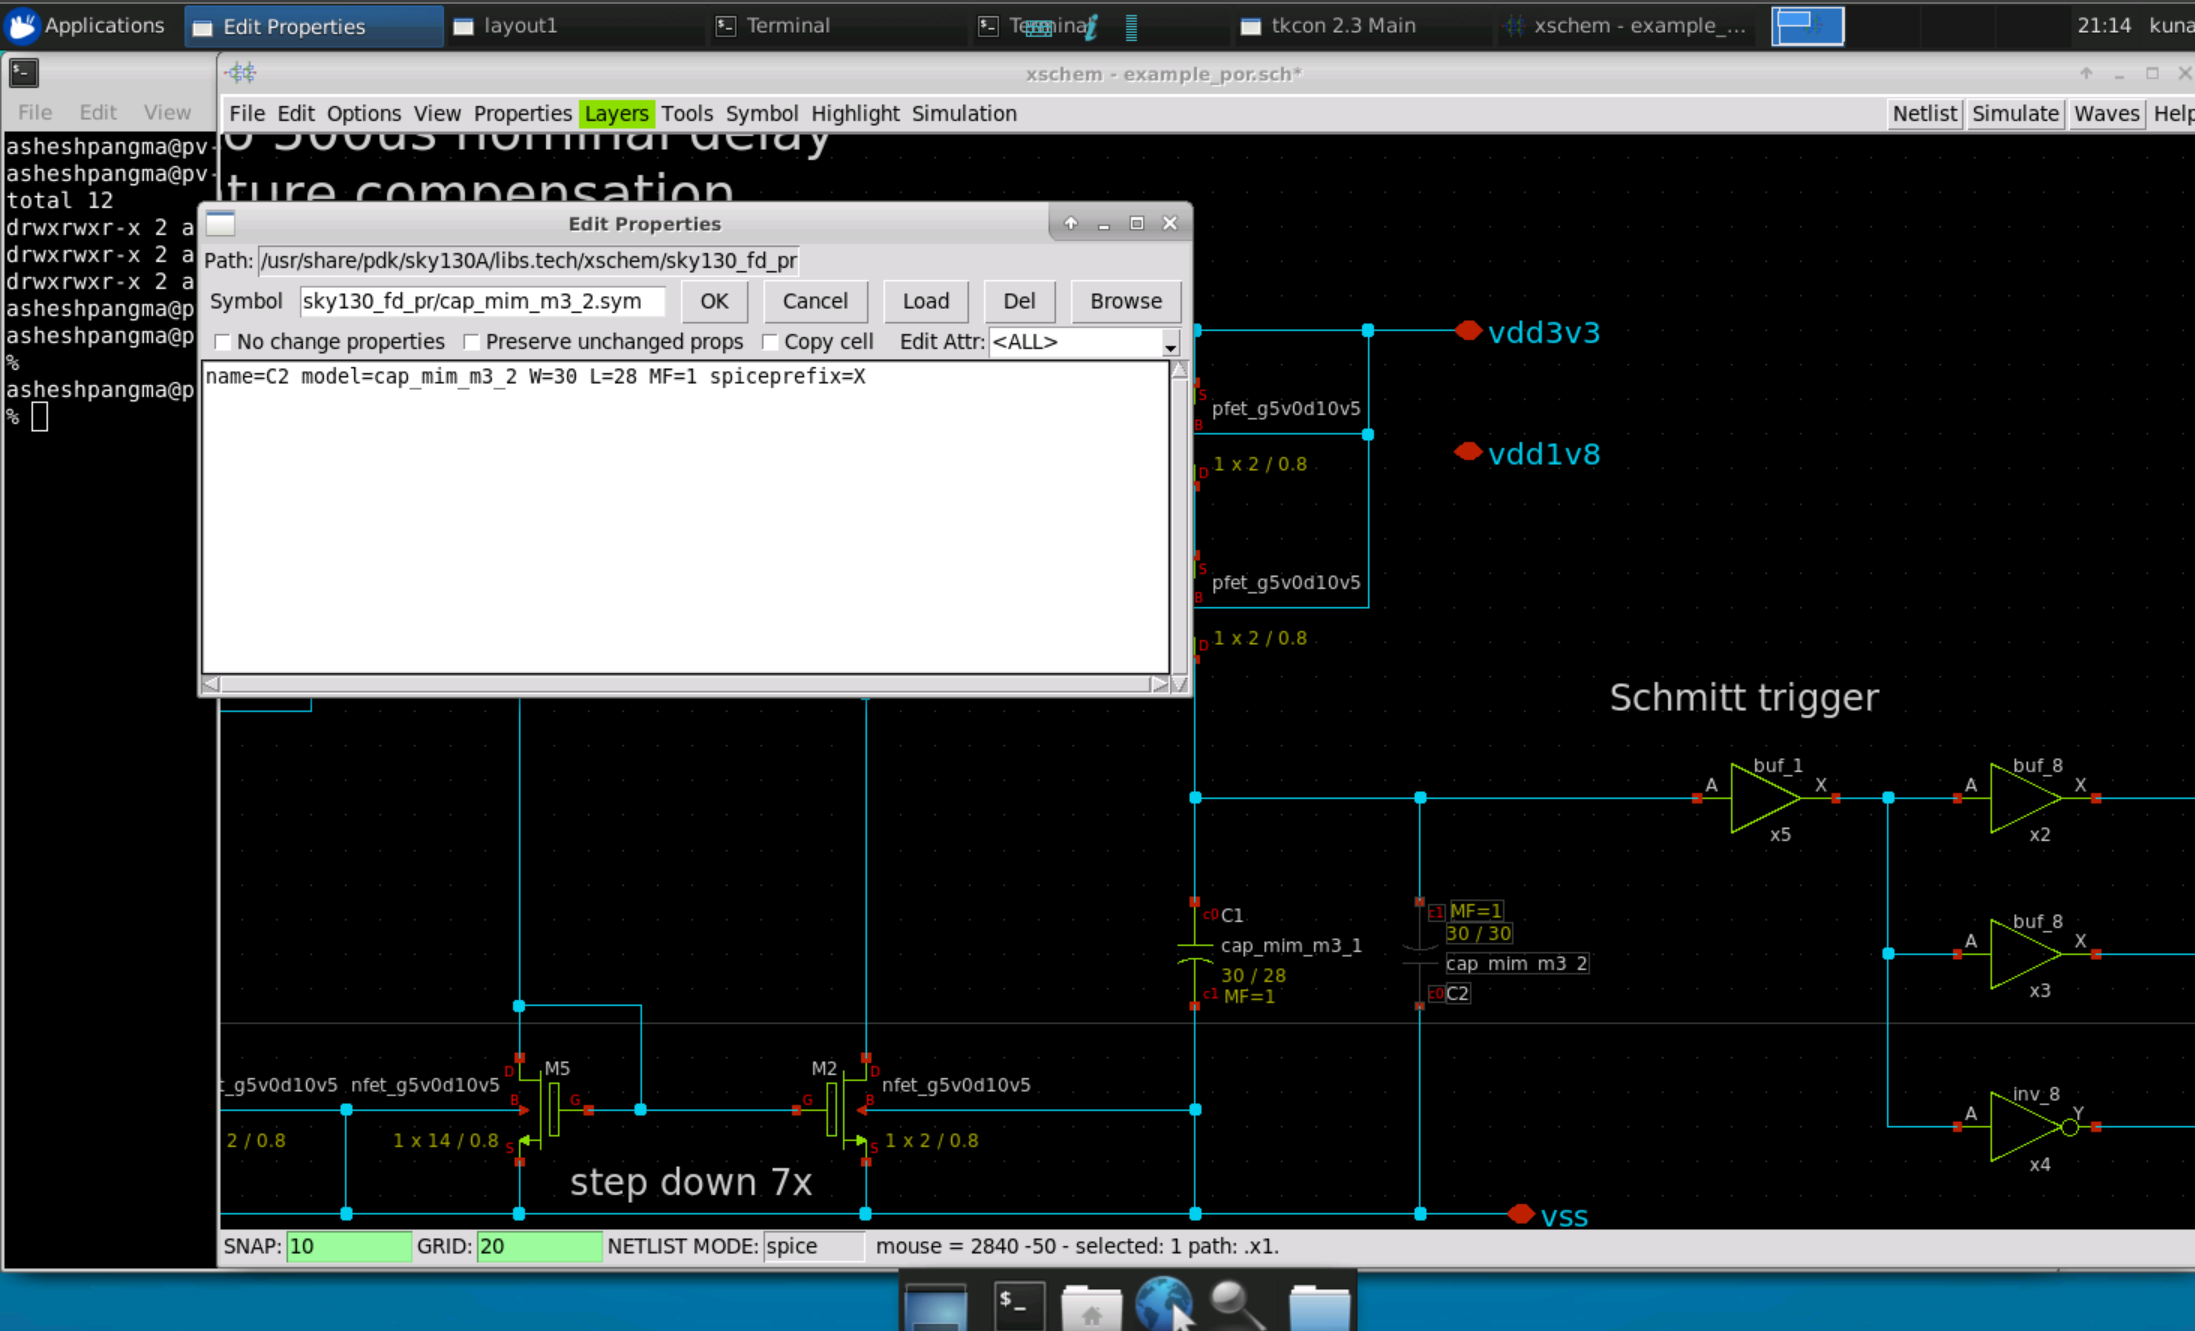 Applications
Edit Properties
layout1
Terminal
Terminal
tkcon 2.3 Main
xschem - example_...
21:14
kuna
xschem - example_por.sch*
File Edit View
File Edit Options View Properties Layers Tools Symbol Highlight Simulation
Netlist Simulate Waves Help
asheshpangma@pv-
asheshpangma@pv-
total 12
drwxrwxr-x 2 a
drwxrwxr-x 2 a
drwxrwxr-x 2 a
asheshpangma@p
asheshpangma@p
%
asheshpangma@p
%
o 500us nominal delay
ture compensation
Edit Properties
Path: /usr/share/pdk/sky130A/libs.tech/xschem/sky130_fd_pr
Symbol sky130_fd_pr/cap_mim_m3_2.sym OK Cancel Load Del Browse
No change properties Preserve unchanged props Copy cell Edit Attr: <ALL>
name=C2 model=cap_mim_m3_2 W=30 L=28 MF=1 spiceprefix=X
vdd3v3
S
pfet_g5v0d10v5
B
vdd1v8
D 1 x 2 / 0.8
S
pfet_g5v0d10v5
B
D 1 x 2 / 0.8
Schmitt trigger
buf_1
A X
x5
buf_8
A X
x2
c0 C1
cap_mim_m3_1
30 / 28
c1 MF=1
c1 MF=1
30 / 30
cap_mim_m3_2
c0 C2
buf_8
A X
x3
inv_8
A Y
x4
D M5
t_g5v0d10v5 nfet_g5v0d10v5
B G
2 / 0.8 1 x 14 / 0.8 S
M2 D
nfet_g5v0d10v5
G B
S 1 x 2 / 0.8
step down 7x
vss
SNAP: 10 GRID: 20 NETLIST MODE: spice mouse = 2840 -50 - selected: 1 path: .x1.
$_